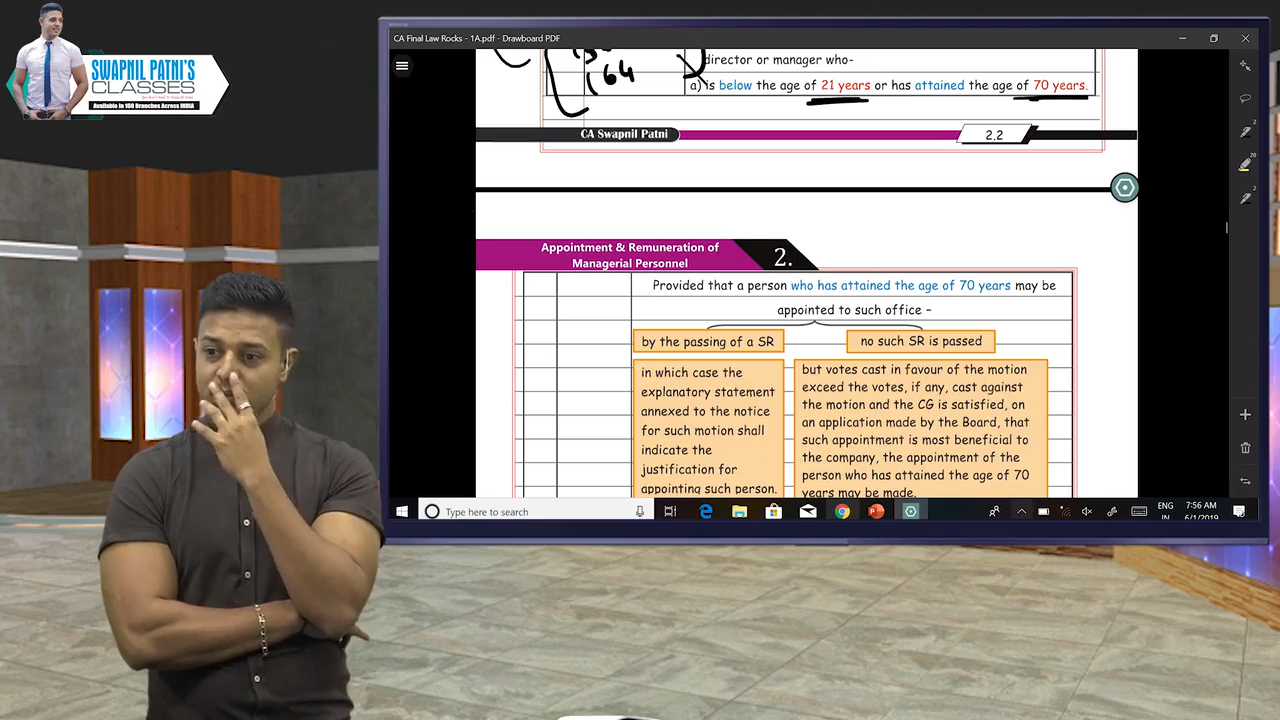 SWAPNIL PATNI'S
CLASSES
Available in 160 Branches Across INDIA
CA Final Law Rocks - 1A.pdf - Drawboard PDF
164
director or manager who-
a) is below the age of 21 years or has attained the age of 70 years.
CA Swapnil Patni
2.2
Appointment & Remuneration of
Managerial Personnel
2.
Provided that a person who has attained the age of 70 years may be
appointed to such office –
by the passing of a SR
no such SR is passed
in which case the
explanatory statement
annexed to the notice
for such motion shall
indicate the
justification for
appointing such person.
but votes cast in favour of the motion
exceed the votes, if any, cast against
the motion and the CG is satisfied, on
an application made by the Board, that
such appointment is most beneficial to
the company, the appointment of the
person who has attained the age of 70
years may be made.
Type here to search
ENG
IN
7:56 AM
6/1/2019